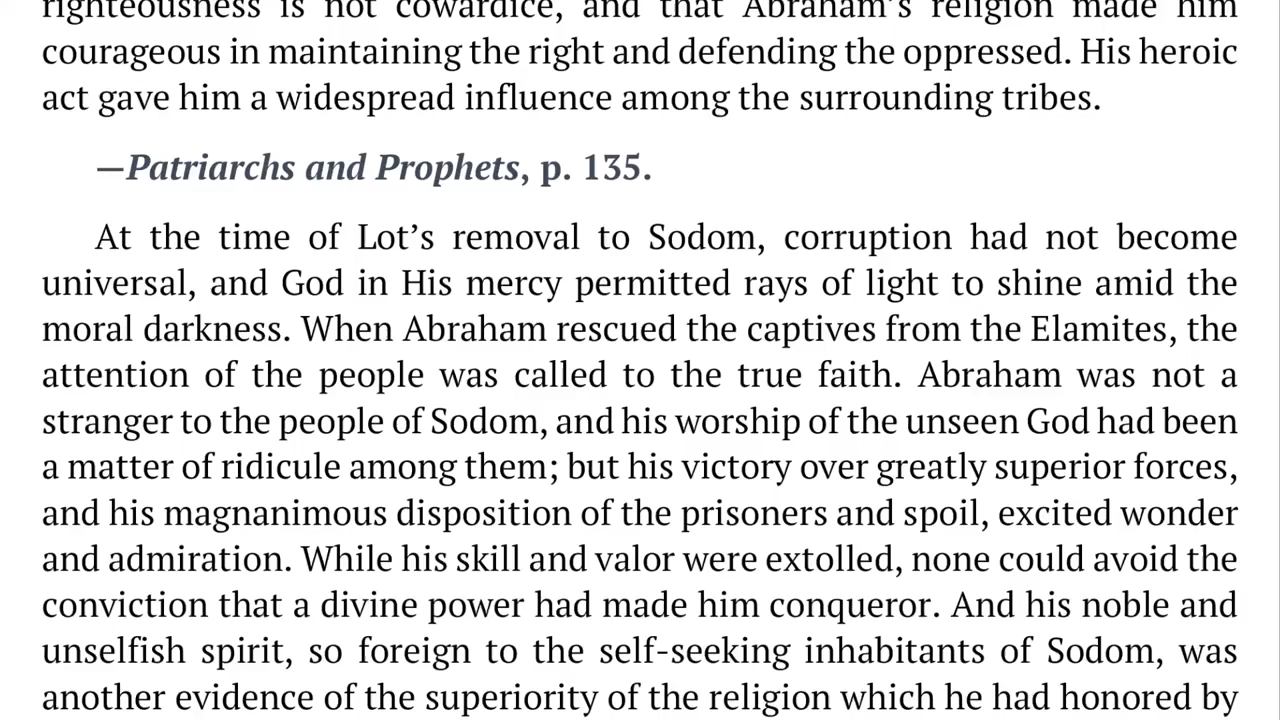 righteousness is not cowardice, and that Abraham's religion made him
courageous in maintaining the right and defending the oppressed. His heroic
act gave him a widespread influence among the surrounding tribes.
—Patriarchs and Prophets, p. 135.
At the time of Lot’s removal to Sodom, corruption had not become
universal, and God in His mercy permitted rays of light to shine amid the
moral darkness. When Abraham rescued the captives from the Elamites, the
attention of the people was called to the true faith. Abraham was not a
stranger to the people of Sodom, and his worship of the unseen God had been
a matter of ridicule among them; but his victory over greatly superior forces,
and his magnanimous disposition of the prisoners and spoil, excited wonder
and admiration. While his skill and valor were extolled, none could avoid the
conviction that a divine power had made him conqueror. And his noble and
unselfish spirit, so foreign to the self-seeking inhabitants of Sodom, was
another evidence of the superiority of the religion which he had honored by